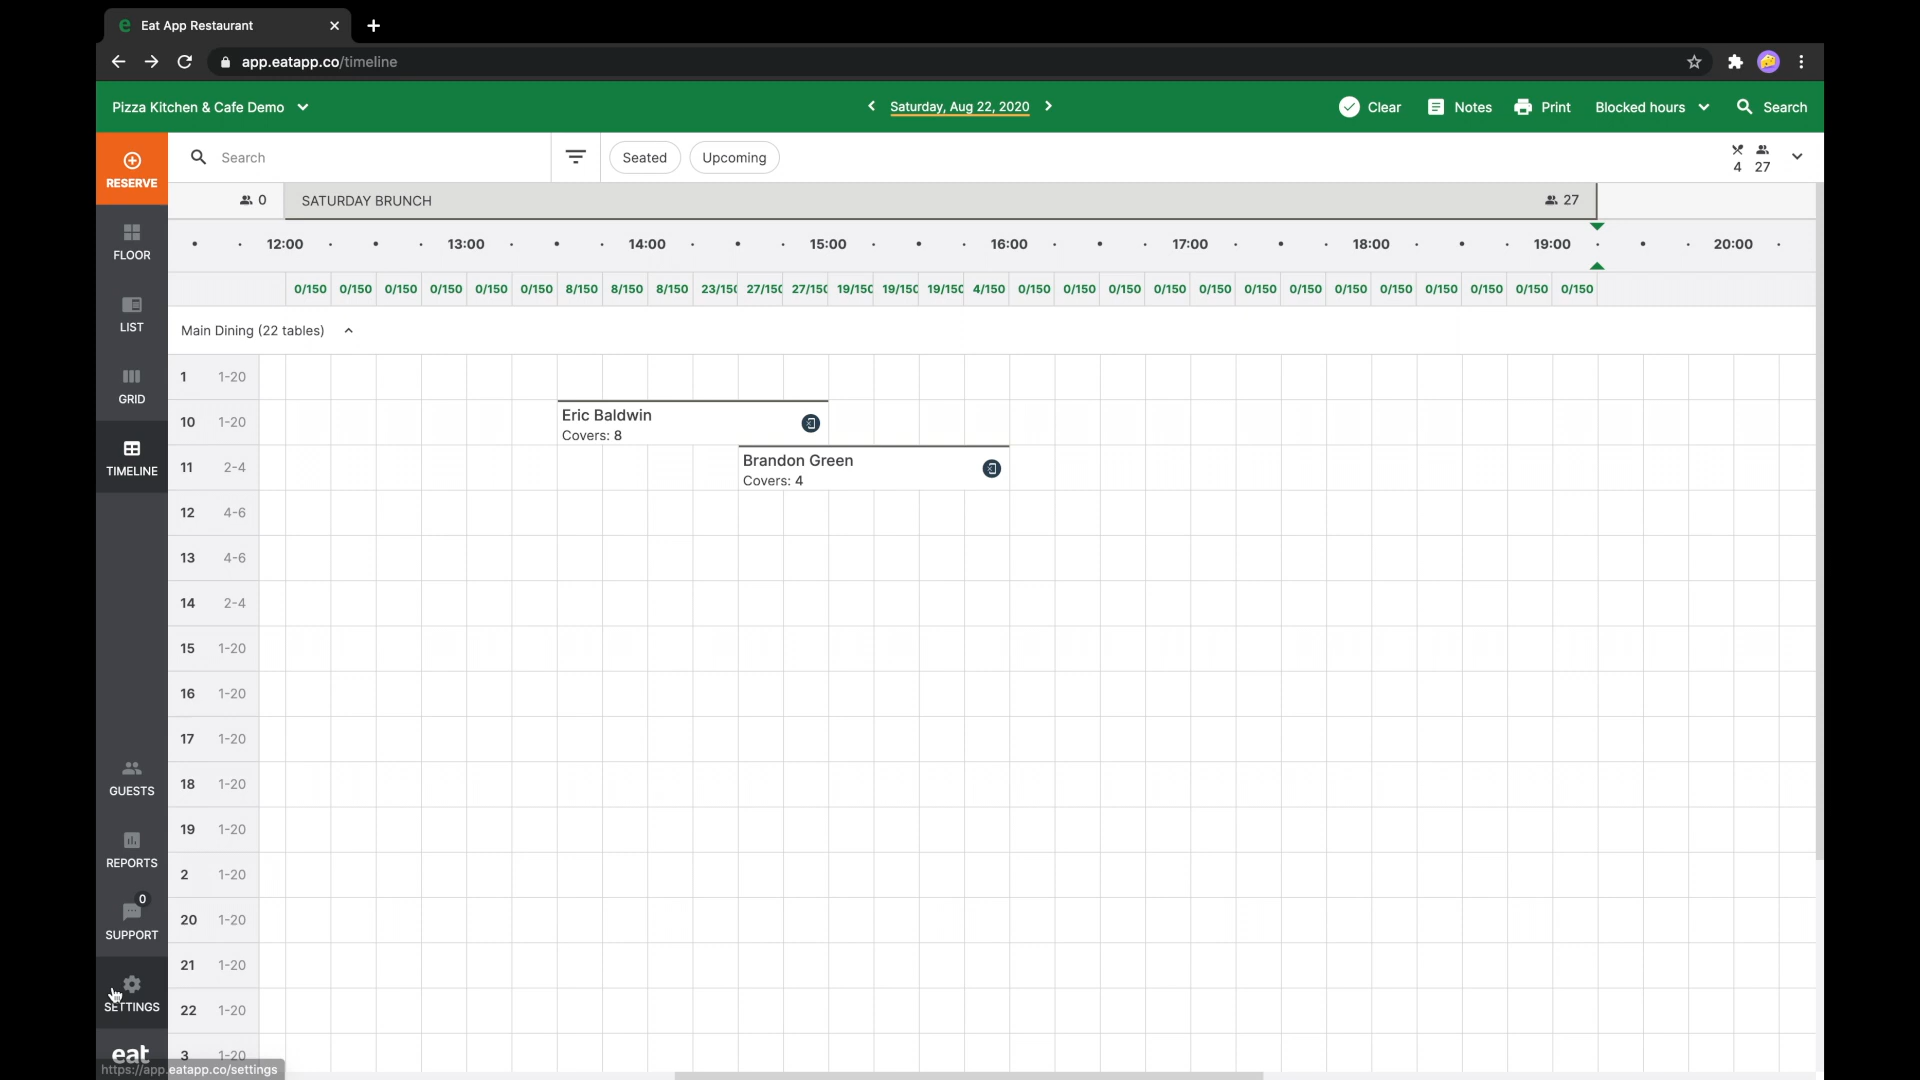 Eat App Restaurant
app.eatapp.co/timeline
Pizza Kitchen & Cafe Demo
Saturday, Aug 22, 2020
Clear Notes Print Blocked hours Search
RESERVE
Search
Seated Upcoming
4 27
0 SATURDAY BRUNCH 27
FLOOR
12:00 13:00 14:00 15:00 16:00 17:00 18:00 19:00 20:00
0/150 0/150 0/150 0/150 0/150 0/150 8/150 8/150 8/150 23/150 27/150 27/150 19/150 19/150 19/150 4/150 0/150 0/150 0/150 0/150 0/150 0/150 0/150 0/150 0/150 0/150 0/150 0/150 0/150
LIST
Main Dining (22 tables)
GRID
1 1-20
10 1-20
Eric Baldwin
Covers: 8
TIMELINE
11 2-4
Brandon Green
Covers: 4
12 4-6
13 4-6
14 2-4
15 1-20
16 1-20
17 1-20
18 1-20
GUESTS
19 1-20
REPORTS
2 1-20
0
SUPPORT
20 1-20
21 1-20
SETTINGS
22 1-20
eat
3 1-20
https://app.eatapp.co/settings